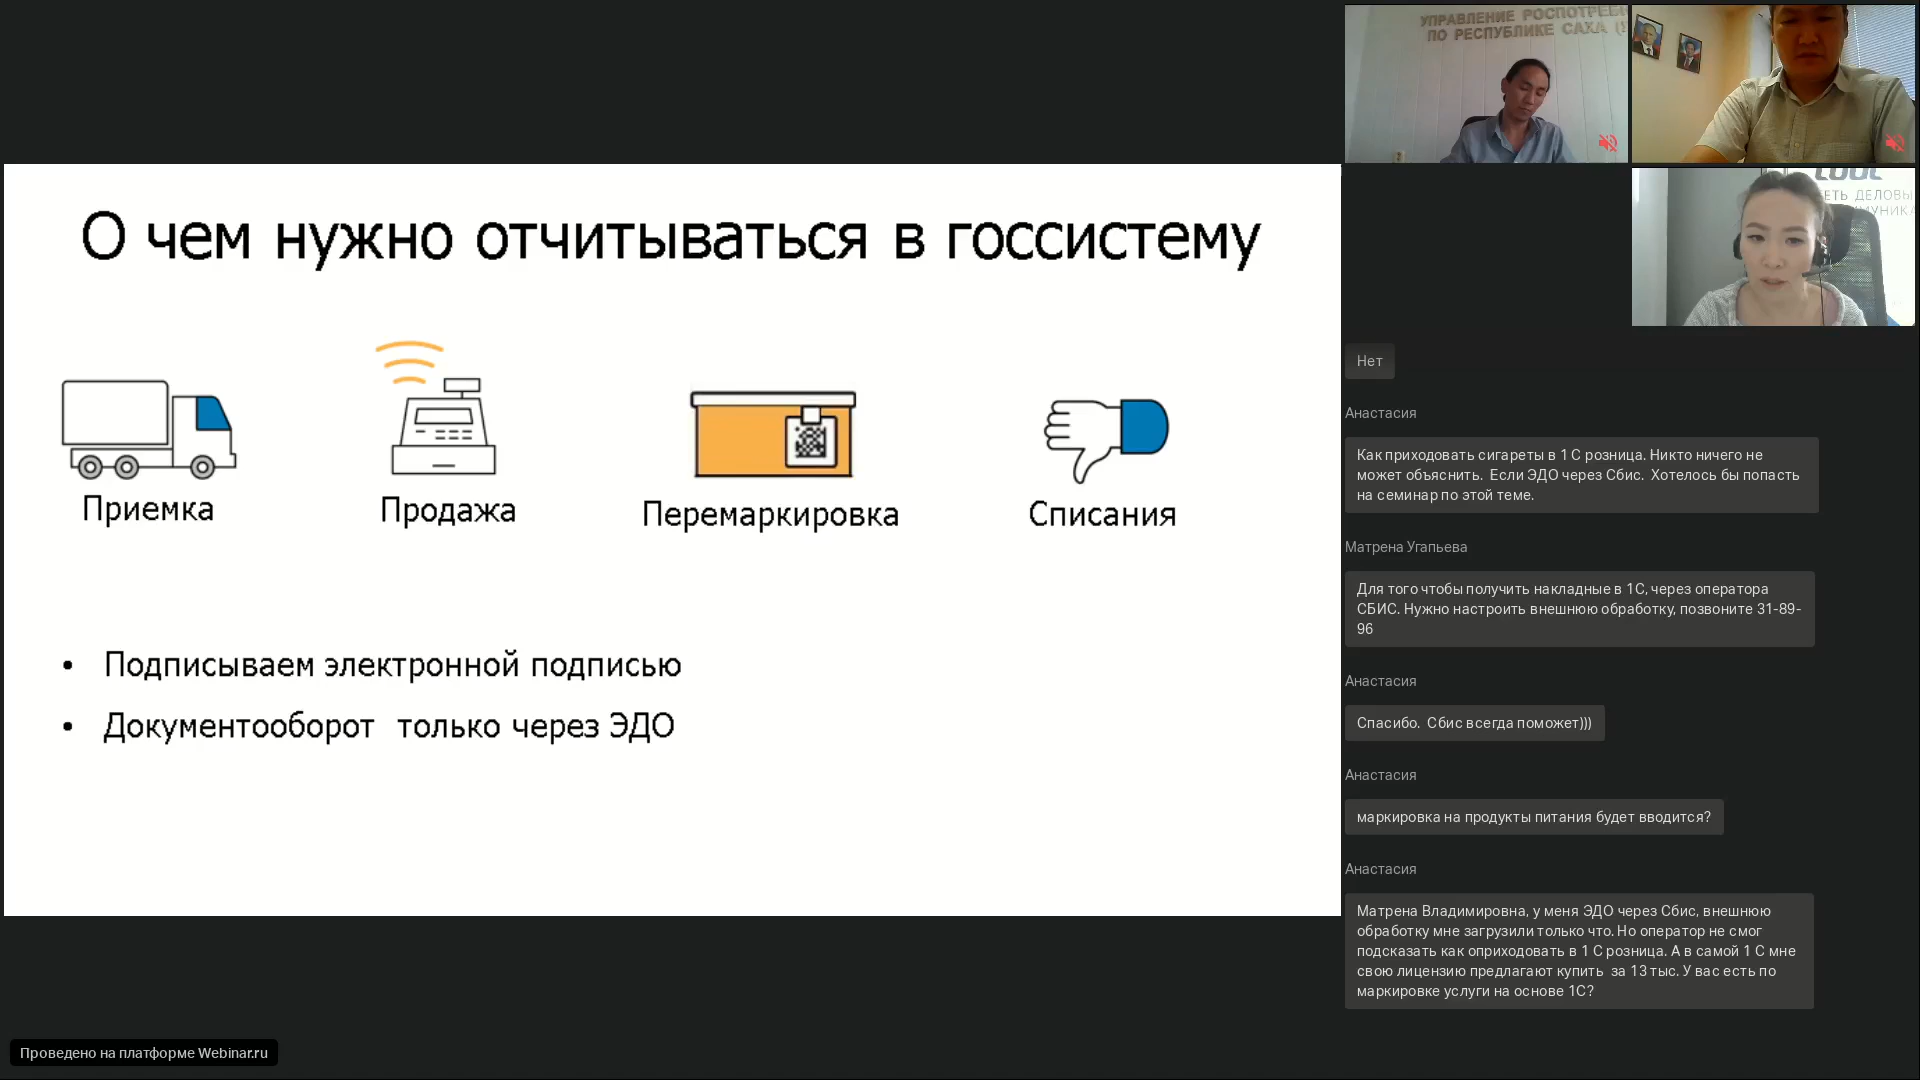 УПРАВЛЕНИЕ РОСПОТРЕБ
ПО РЕСПУБЛИКЕ САХА (
ДЕЛОВЫ
О чем нужно отчитываться в госсистему
Приемка
Продажа
Перемаркировка
Списания
• Подписываем электронной подписью
• Документооборот только через ЭДО
Нет
Анастасия
Как приходовать сигареты в 1 С розница. Никто ничего не
может объяснить. Если ЭДО через Сбис. Хотелось бы попасть
на семинар по этой теме.
Матрена Угапьева
Для того чтобы получить накладные в 1С, через оператора
СБИС. Нужно настроить внешнюю обработку, позвоните 31-89-
96
Анастасия
Спасибо. Сбис всегда поможет)))
Анастасия
маркировка на продукты питания будет вводится?
Анастасия
Матрена Владимировна, у меня ЭДО через Сбис, внешнюю
обработку мне загрузили только что. Но оператор не смог
подсказать как оприходовать в 1 С розница. А в самой 1 С мне
свою лицензию предлагают купить за 13 тыс. У вас есть по
маркировке услуги на основе 1С?
Проведено на платформе Webinar.ru